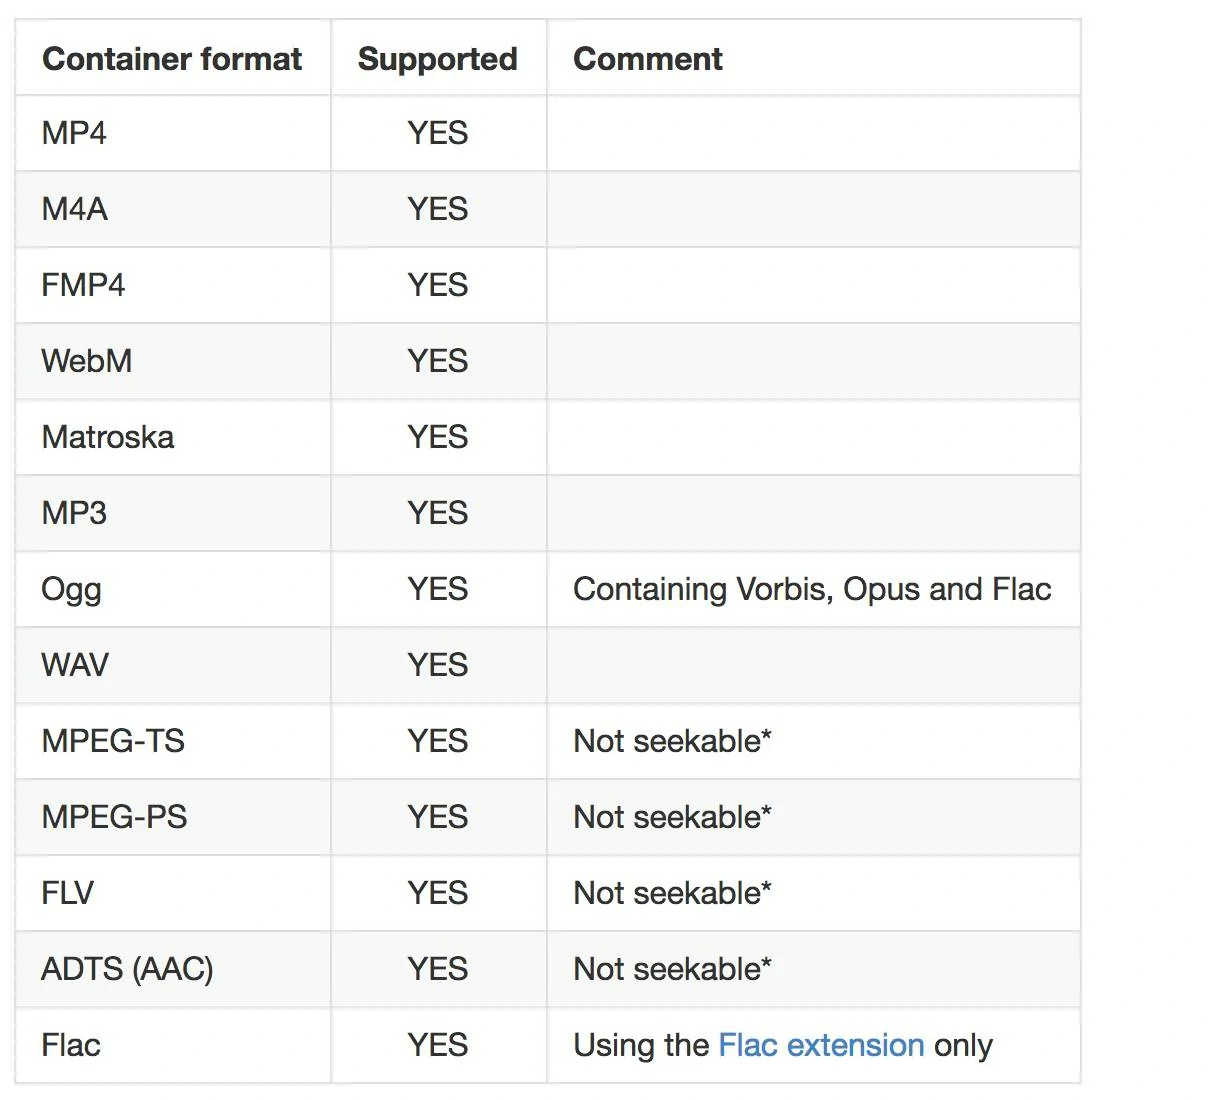 Container format Supported Comment
MP4 YES
M4A YES
FMP4 YES
WebM YES
Matroska YES
MP3 YES
Ogg YES Containing Vorbis, Opus and Flac
WAV YES
MPEG-TS YES Not seekable*
MPEG-PS YES Not seekable*
FLV YES Not seekable*
ADTS (AAC) YES Not seekable*
Flac YES Using the Flac extension only